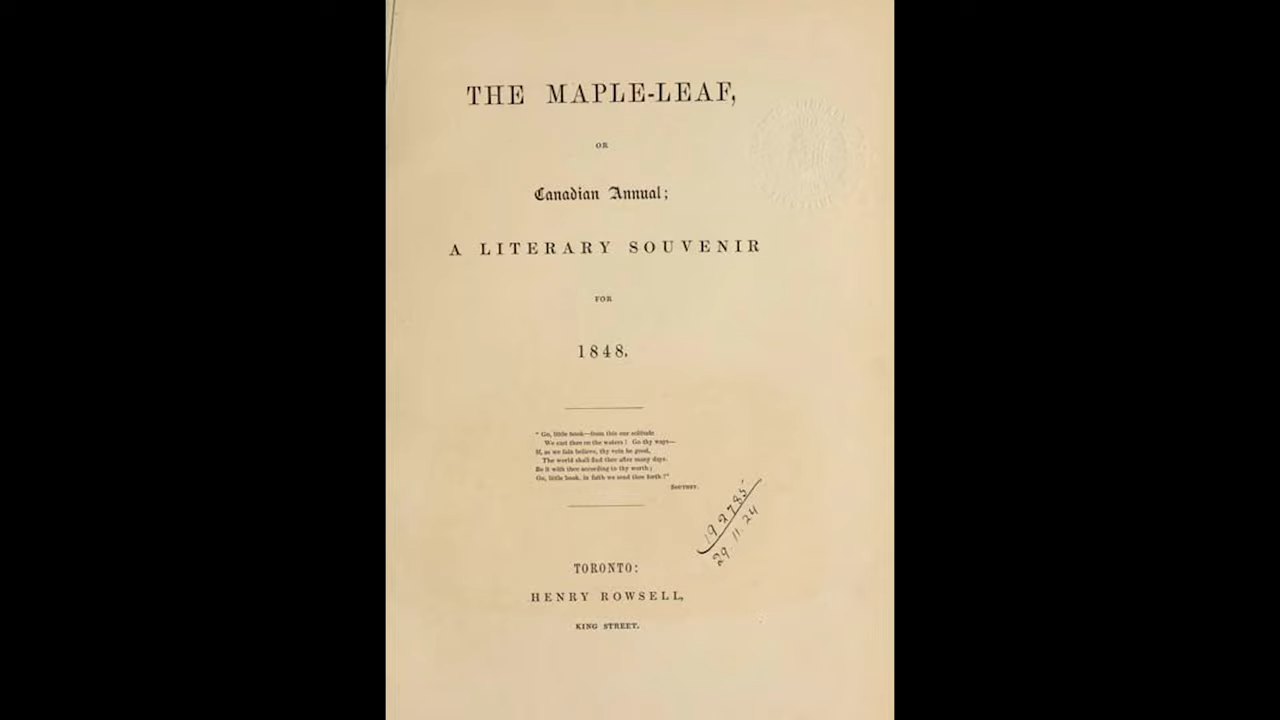 THE MAPLE-LEAF,
OR
Canadian Annual;
A LITERARY SOUVENIR
FOR
1848.
" Go, little book—from this one solitude
We cast thee on the waters! Go thy ways—
If, as we fain believe, thy vein be good,
The world shall find thee after many days.
Be it with thee according to thy worth;
Go, little book, in faith we send thee forth!"
SOUTHEY.
192785
29. 11. 24
TORONTO:
HENRY ROWSELL,
KING STREET.